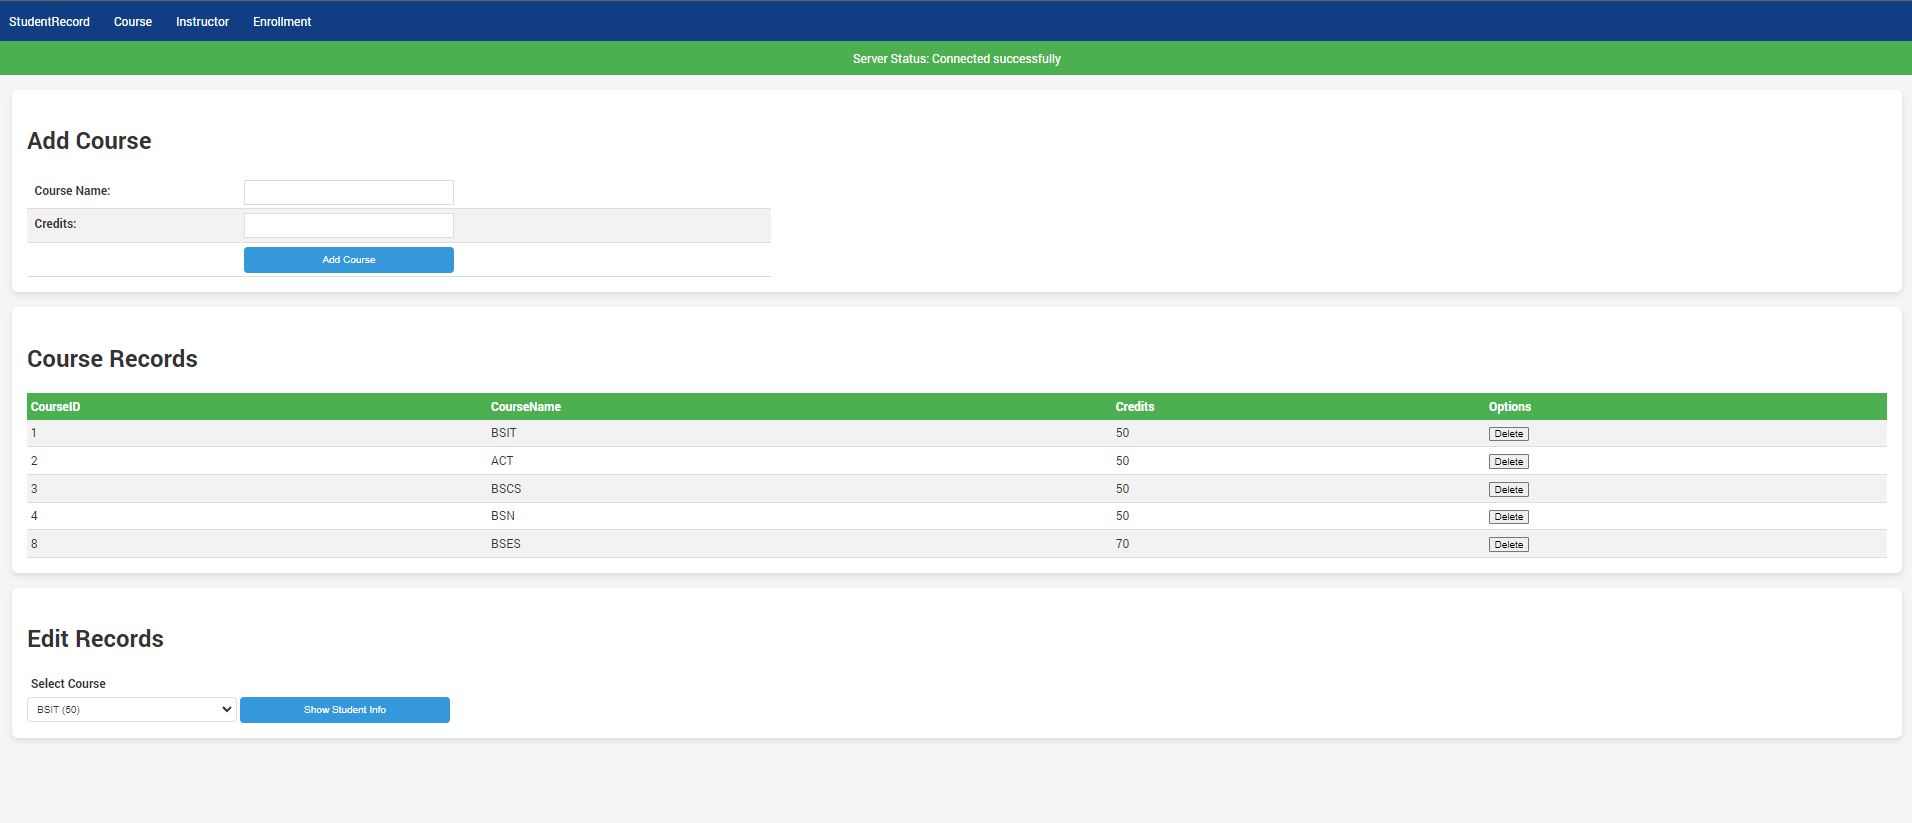 StudentRecord Course Instructor Enrollment
Server Status: Connected successfully
Add Course
Course Name:
Credits:
Add Course
Course Records
CourseID CourseName Credits Options
1 BSIT 50 Delete
2 ACT 50 Delete
3 BSCS 50 Delete
4 BSN 50 Delete
8 BSES 70 Delete
Edit Records
Select Course
BSIT (50) Show Student Info